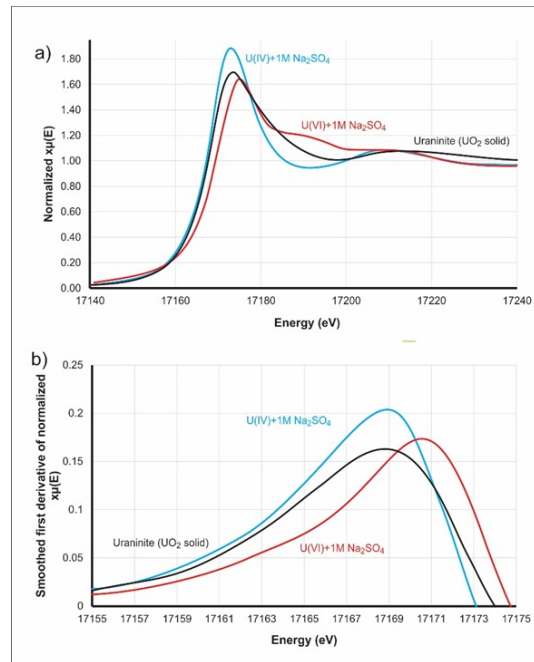 a)
1.80
1.60
1.40
1.20
1.00
0.80
0.60
0.40
0.20
0.00
Normalized xμ(E)
U(IV)+1M Na₂SO₄
U(VI)+1M Na₂SO₄
Uraninite (UO₂ solid)
17140 17160 17180 17200 17220 17240
Energy (eV)
b)
0.25
0.2
0.15
0.1
0.05
0
Smoothed first derivative of normalized
xμ(E)
U(IV)+1M Na₂SO₄
Uraninite (UO₂ solid)
U(VI)+1M Na₂SO₄
17155 17157 17159 17161 17163 17165 17167 17169 17171 17173 17175
Energy (eV)